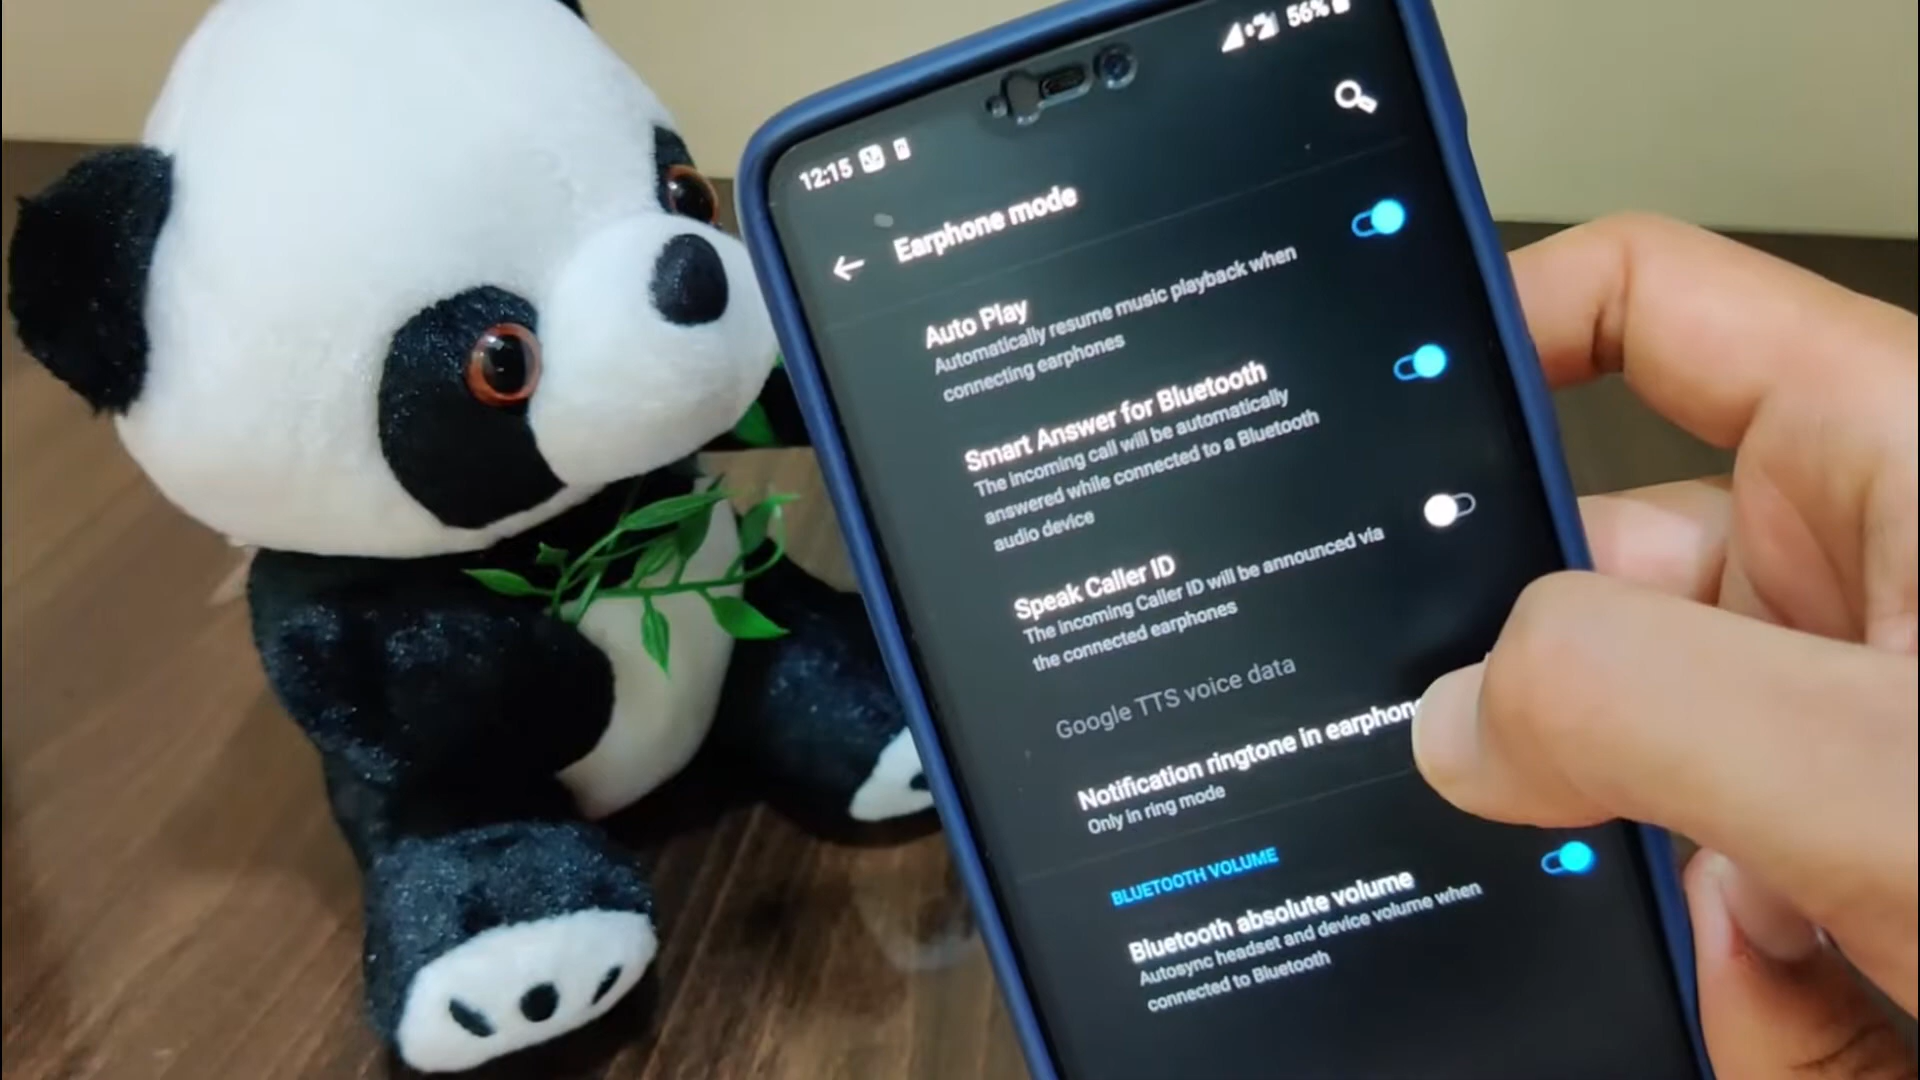 56%
12:15
Earphone mode
Auto Play
Automatically resume music playback when
connecting earphones
Smart Answer for Bluetooth
The incoming call will be automatically
answered while connected to a Bluetooth
audio device
Speak Caller ID
The incoming Caller ID will be announced via
the connected earphones
Google TTS voice data
Notification ringtone in earphone
Only in ring mode
BLUETOOTH VOLUME
Bluetooth absolute volume
Autosync headset and device volume when
connected to Bluetooth